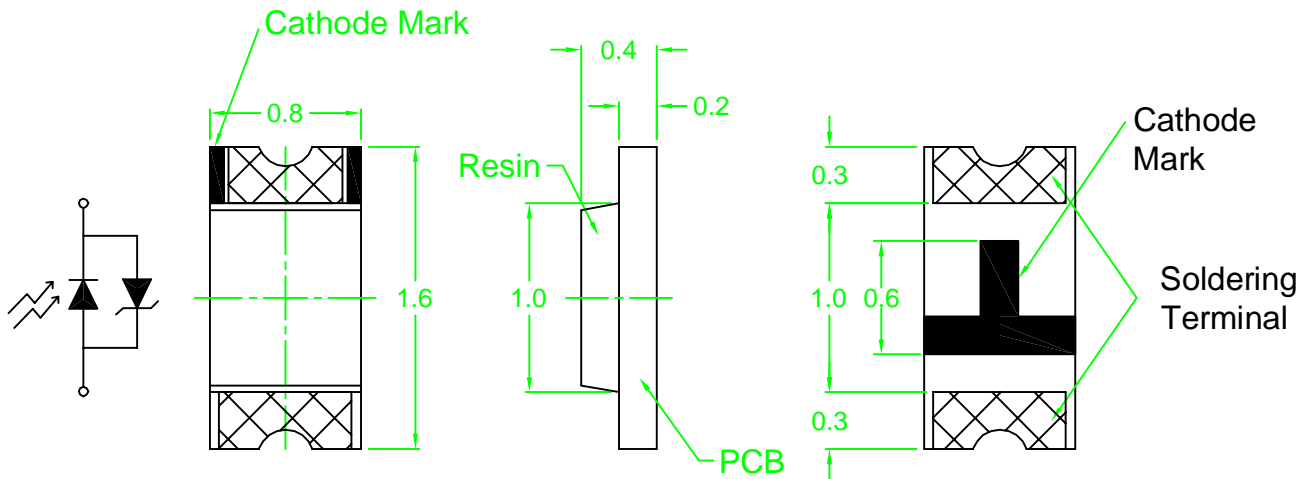 Cathode Mark
0.8
1.6
0.4
0.2
Resin
1.0
PCB
Cathode
Mark
0.3
1.0
0.6
Soldering
Terminal
0.3